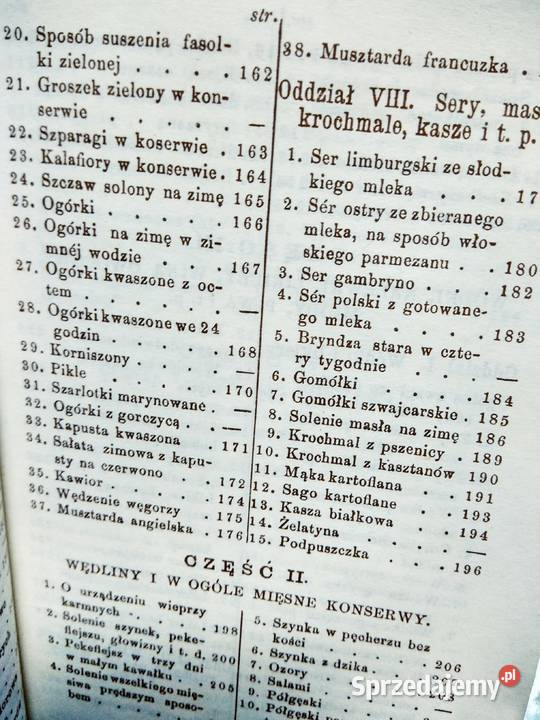 str.
20. Sposób suszenia fasol-
ki zielonej . . . . 162
21. Groszek zielony w kon-
serwie . . . . . —
22. Szparagi w koserwie . 163
23. Kalafiory w konserwie . 164
24. Szczaw solony na zimę 165
25. Ogórki . . . . . 166
26. Ogórki na zimę w zi-
mnéj wodzie . . . 167
27. Ogórki kwaszone z oc-
tem . . . . . —
28. Ogórki kwaszone we 24
godzin . . . . . 168
29. Korniszony . . . . —
30. Pikle . . . . . 170
31. Szarlotki marynowane . —
32. Ogórki z gorczycą . . —
33. Kapusta kwaszona . 171
34. Sałata zimowa z kapu-
sty na czerwono . . 172
35. Kawior . . . . 174
36. Wędzenie węgorzy . 175
37. Musztarda angielska . 176
38. Musztarda francuzka .
Oddział VIII. Sery, mas
krochmale, kasze i t. p.
1. Ser limburgski ze słod-
kiego mleka . . . 17
2. Sér ostry ze zbieranego
mleka, na sposób wło-
skiego parmezanu . . 180
3. Ser gambryno . . 182
4. Sér polski z gotowane-
go mleka . . . . 183
5. Bryndza stara w czte-
ry tygodnie . . . —
6. Gomółki . . . . 184
7. Gomółki szwajcarskie . 185
8. Solenie masła na zimę 186
9. Krochmal z pszenicy . 189
10. Krochmal z kasztanów 190
11. Mąka kartoflana . . 191
12. Sago kartoflane . . 193
13. Kasza białkowa . . 194
14. Żelatyna . . . . —
15. Podpuszczka . . . 196
CZĘŚĆ II.
WĘDLINY I W OGÓLE MIĘSNE KONSERWY.
1. O urządzeniu wieprzy
karmnych . . . . 198
2. Solenie szynek, peke-
flejszu, głowizny i t. d. 200
3. Pekeflejsz w trzy dni
w małym kawałku . . 205
4. Solenie wszelkiego mię-
siwa prędszym sposo-
bem
5. Szynka w pęcherzu bez
kości . . . . . 206
6. Szynka z dzika . . 206
7. Ozory
8. Salami
9. Półgęski
10. Półgęski
Sprzedajemy.pl